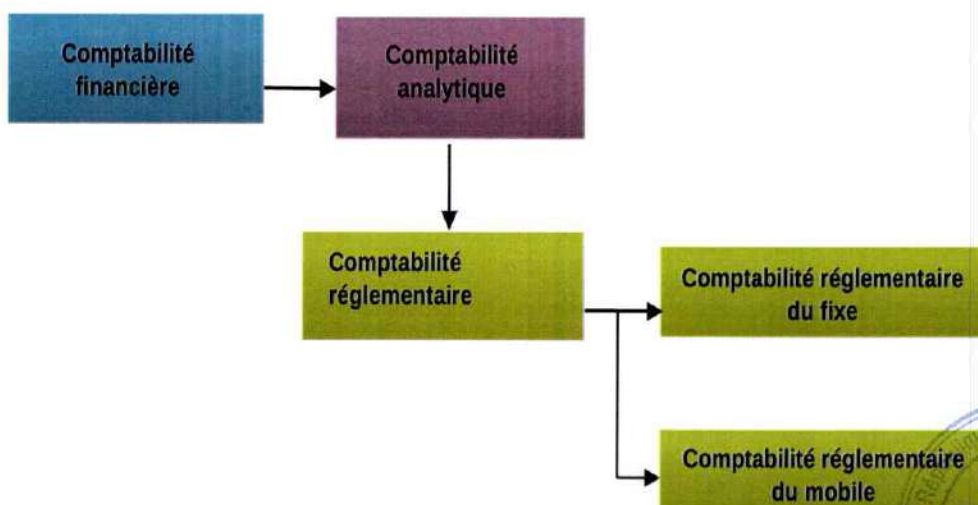 Comptabilité
financière
Comptabilité
analytique
Comptabilité
réglementaire
Comptabilité réglementaire
du fixe
Comptabilité réglementaire
du mobile